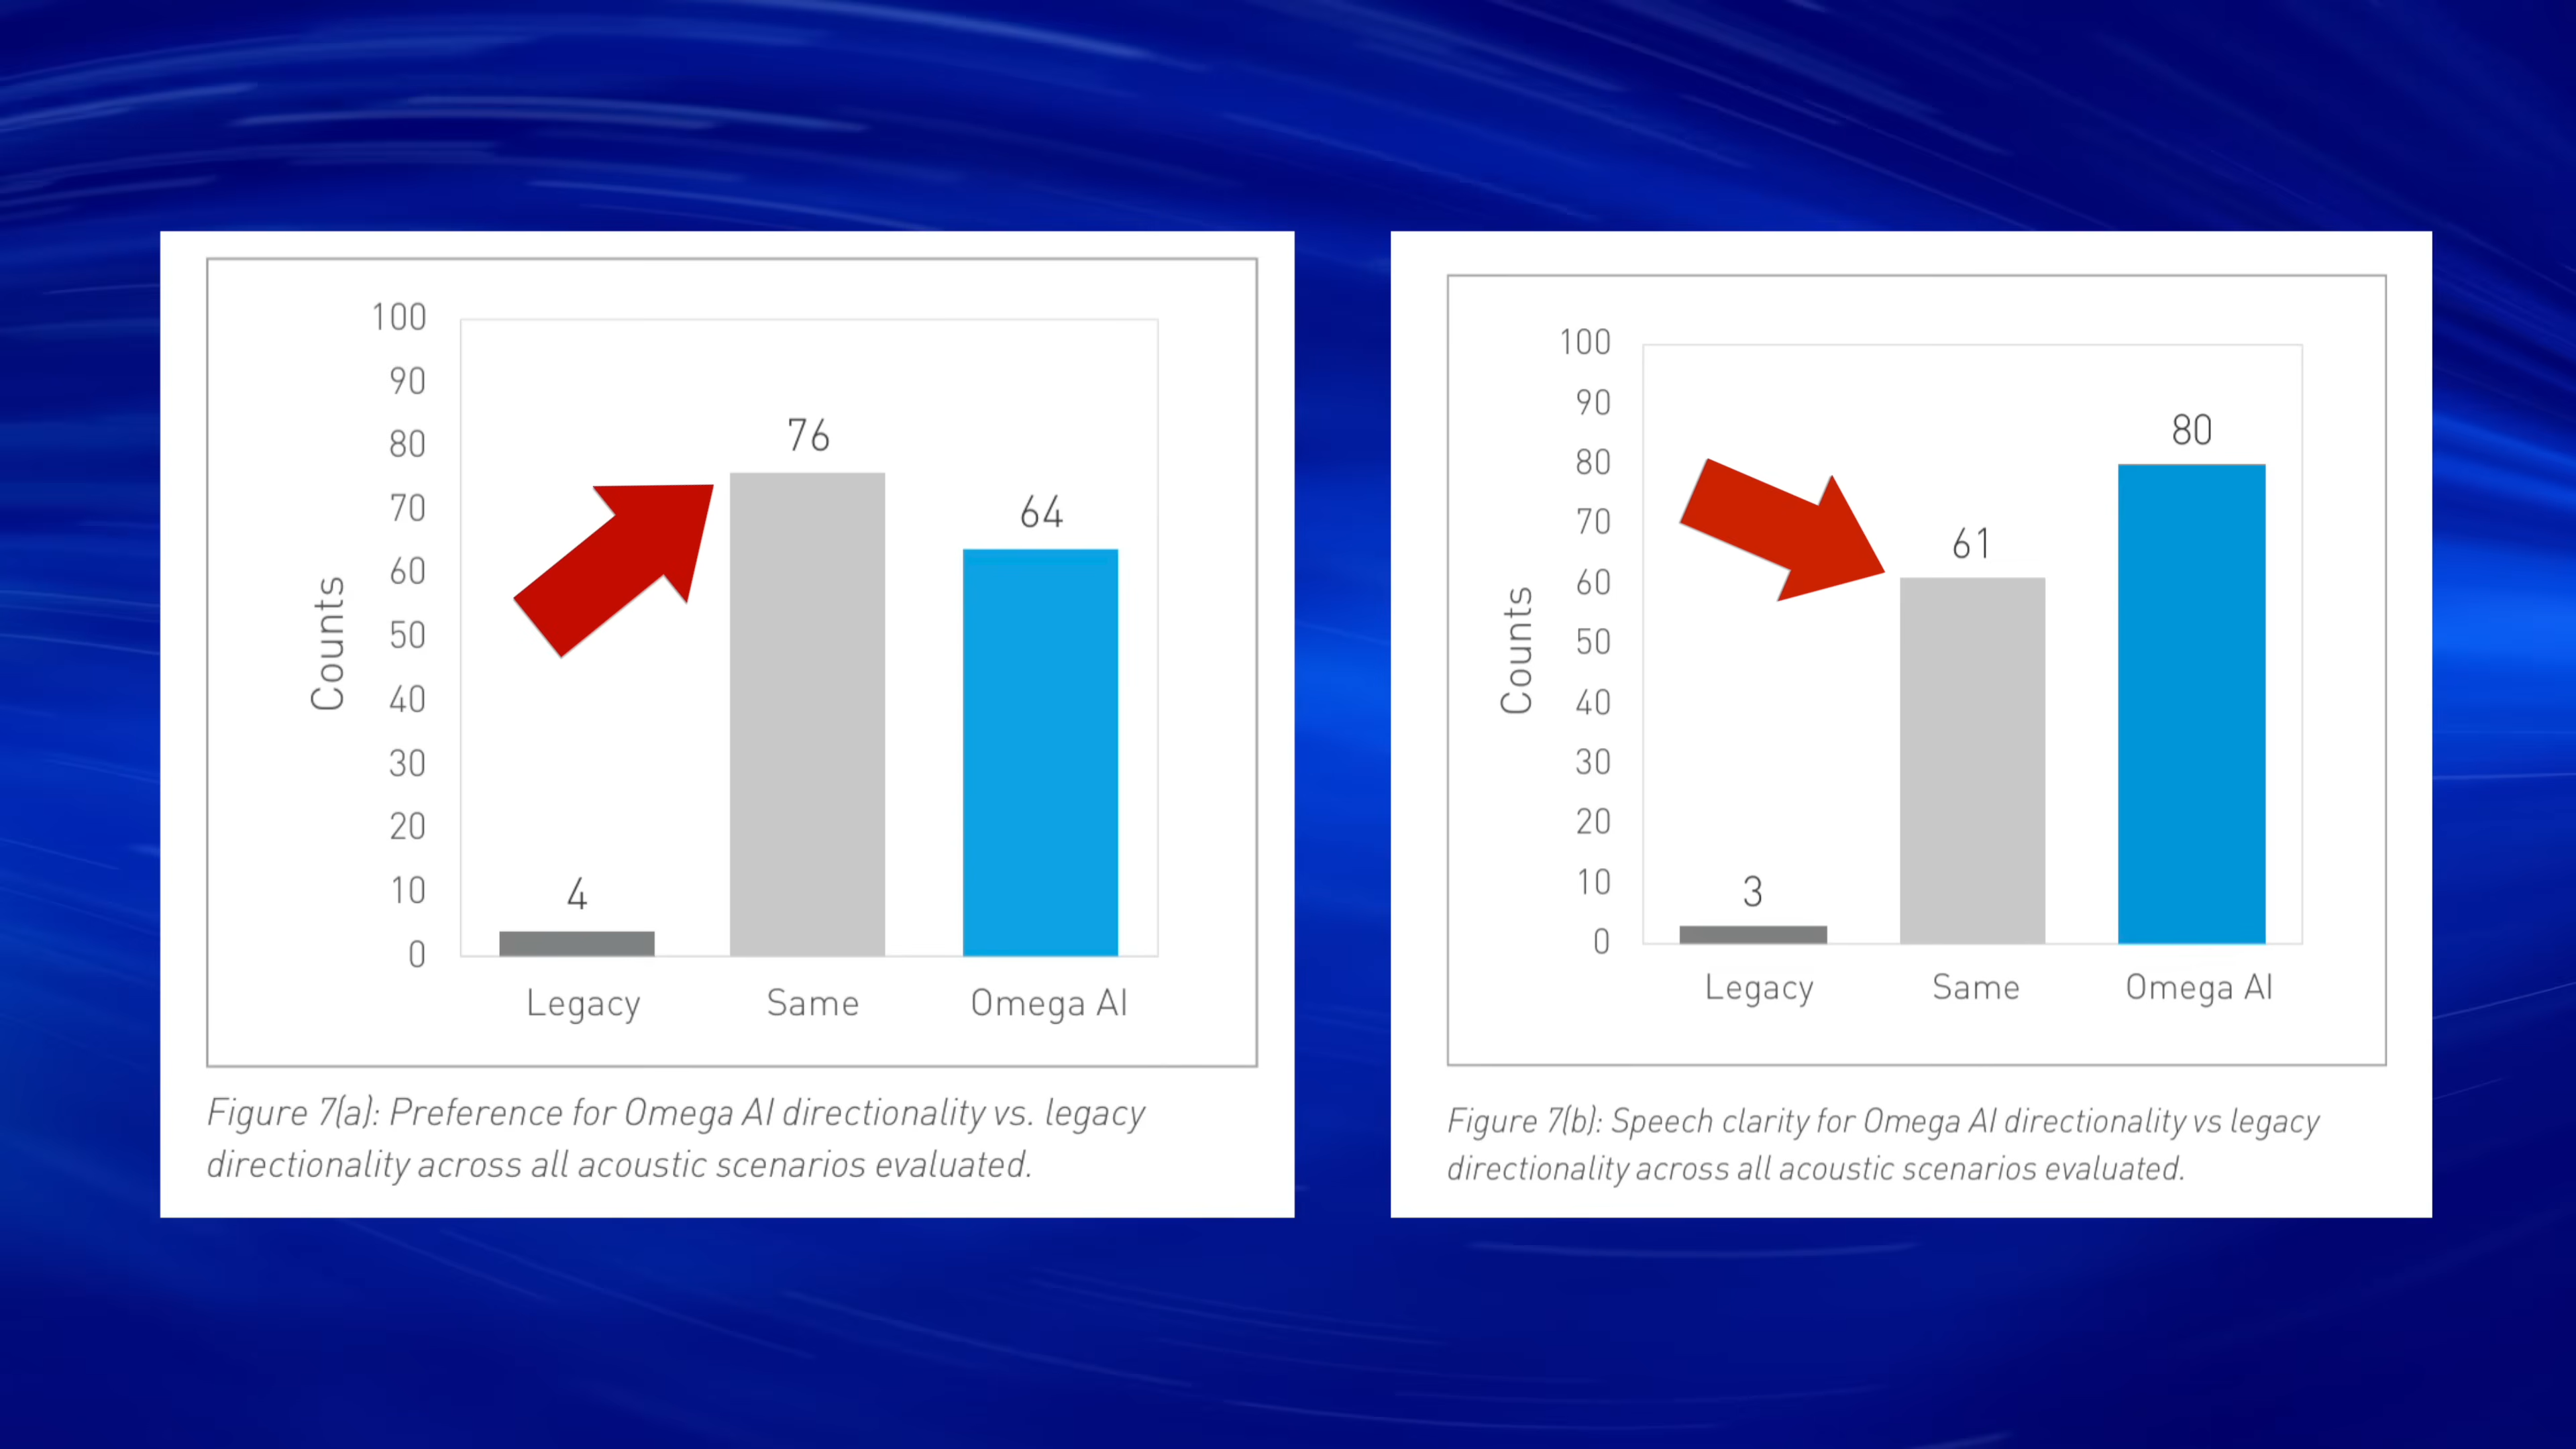 100
90
80
70
60
50
40
30
20
10
0
Counts
4
76
64
Legacy
Same
Omega AI
Figure 7(a): Preference for Omega AI directionality vs. legacy
directionality across all acoustic scenarios evaluated.
100
90
80
70
60
50
40
30
20
10
0
Counts
3
61
80
Legacy
Same
Omega AI
Figure 7(b): Speech clarity for Omega AI directionality vs legacy
directionality across all acoustic scenarios evaluated.